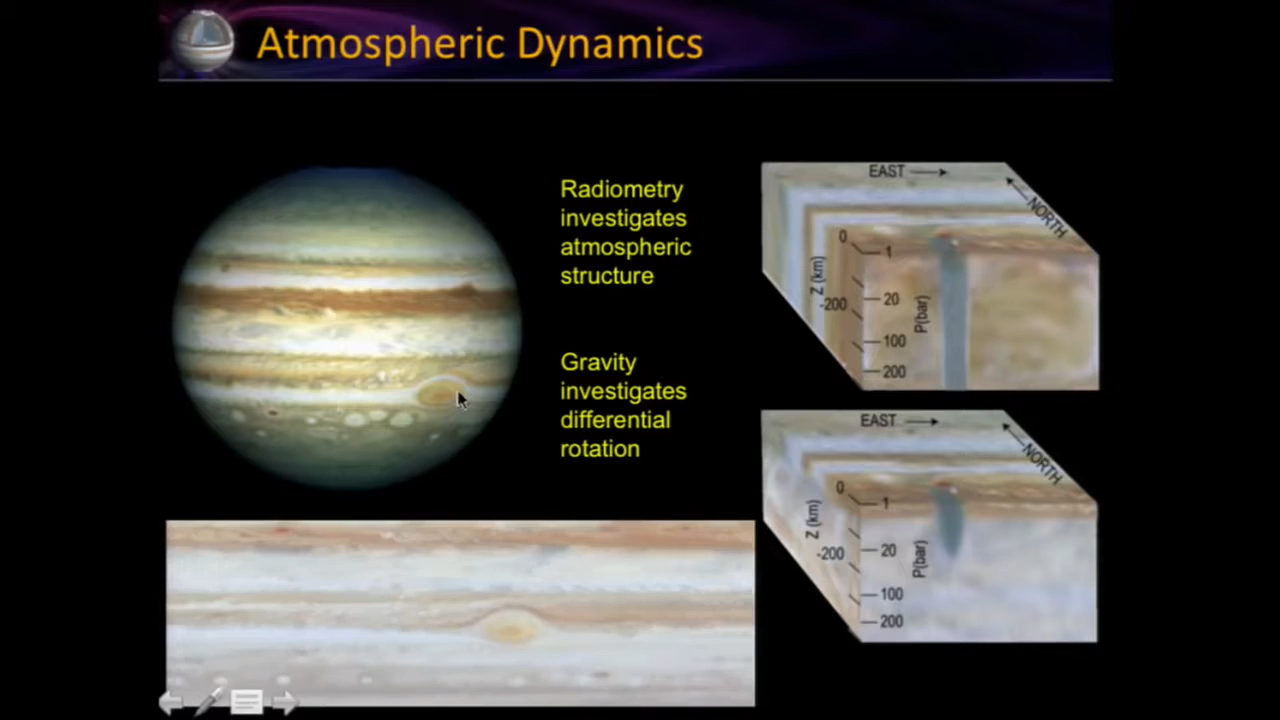 Atmospheric Dynamics
Radiometry
investigates
atmospheric
structure
Gravity
investigates
differential
rotation
EAST
NORTH
0
1
Z (km)
-200
20
P(bar)
100
200
EAST
NORTH
0
1
Z (km)
-200
20
P(bar)
100
200